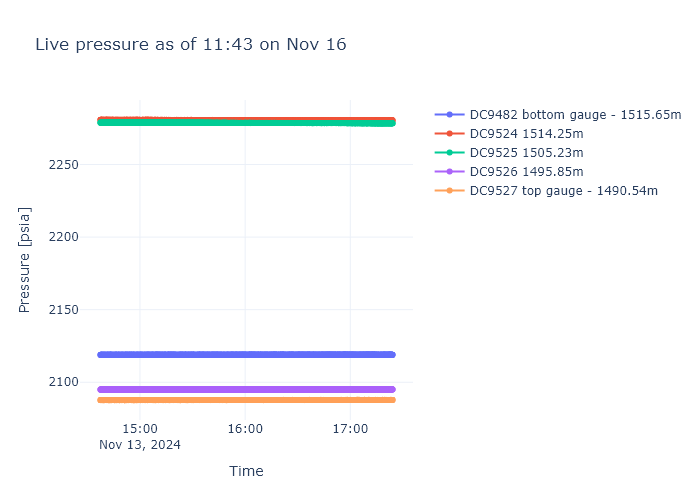 Live pressure as of 11:43 on Nov 16
DC9482 bottom gauge - 1515.65m
DC9524 1514.25m
DC9525 1505.23m
DC9526 1495.85m
DC9527 top gauge - 1490.54m
Pressure [psia]
2250
2200
2150
2100
15:00
16:00
17:00
Nov 13, 2024
Time